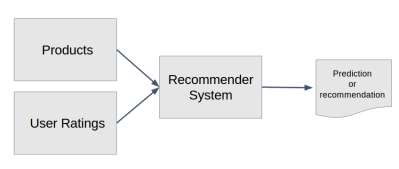 Products
User Ratings
Recommender
System
Prediction
or
recommendation